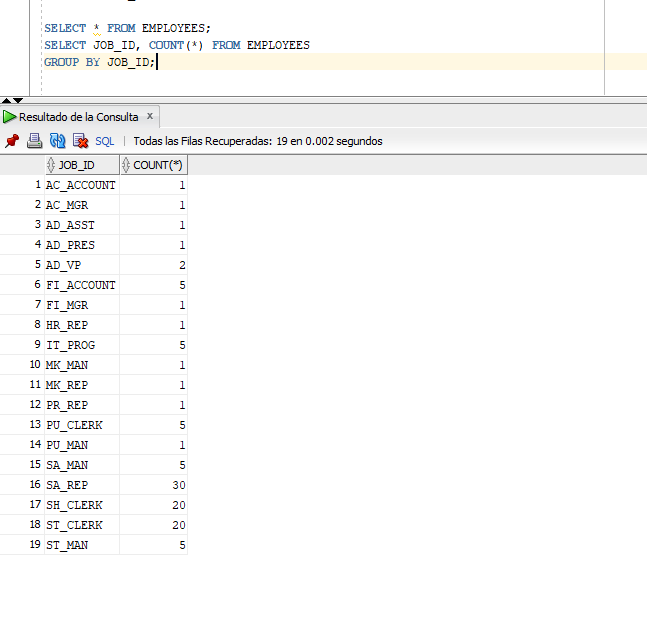 SELECT * FROM EMPLOYEES;
SELECT JOB_ID, COUNT(*) FROM EMPLOYEES
GROUP BY JOB_ID;
Resultado de la Consulta x
SQL | Todas las Filas Recuperadas: 19 en 0.002 segundos
JOB_ID COUNT(*)
1 AC_ACCOUNT 1
2 AC_MGR 1
3 AD_ASST 1
4 AD_PRES 1
5 AD_VP 2
6 FI_ACCOUNT 5
7 FI_MGR 1
8 HR_REP 1
9 IT_PROG 5
10 MK_MAN 1
11 MK_REP 1
12 PR_REP 1
13 PU_CLERK 5
14 PU_MAN 1
15 SA_MAN 5
16 SA_REP 30
17 SH_CLERK 20
18 ST_CLERK 20
19 ST_MAN 5